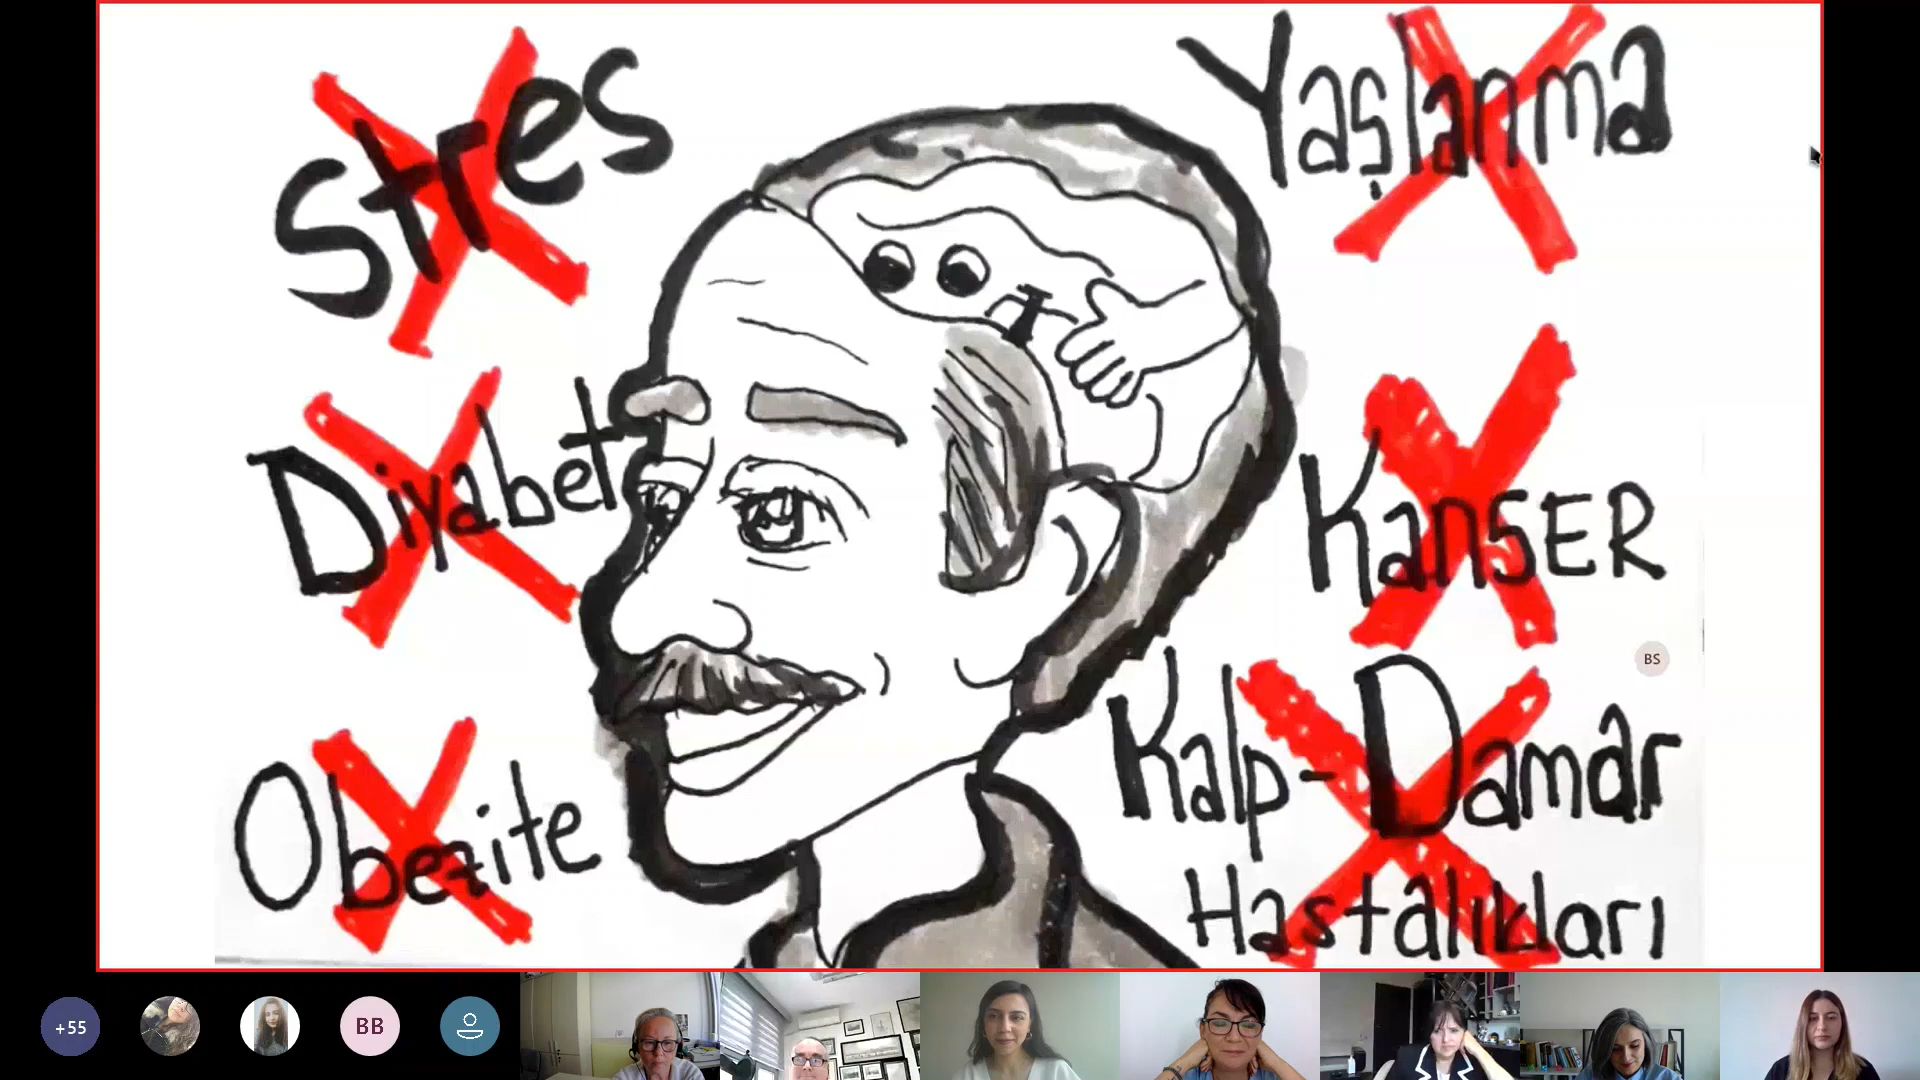 Stres
Yaşlanma
Diyabet
KansER
Obezite
Kalp-Damar
Hastalıkları
BS
+55
BB